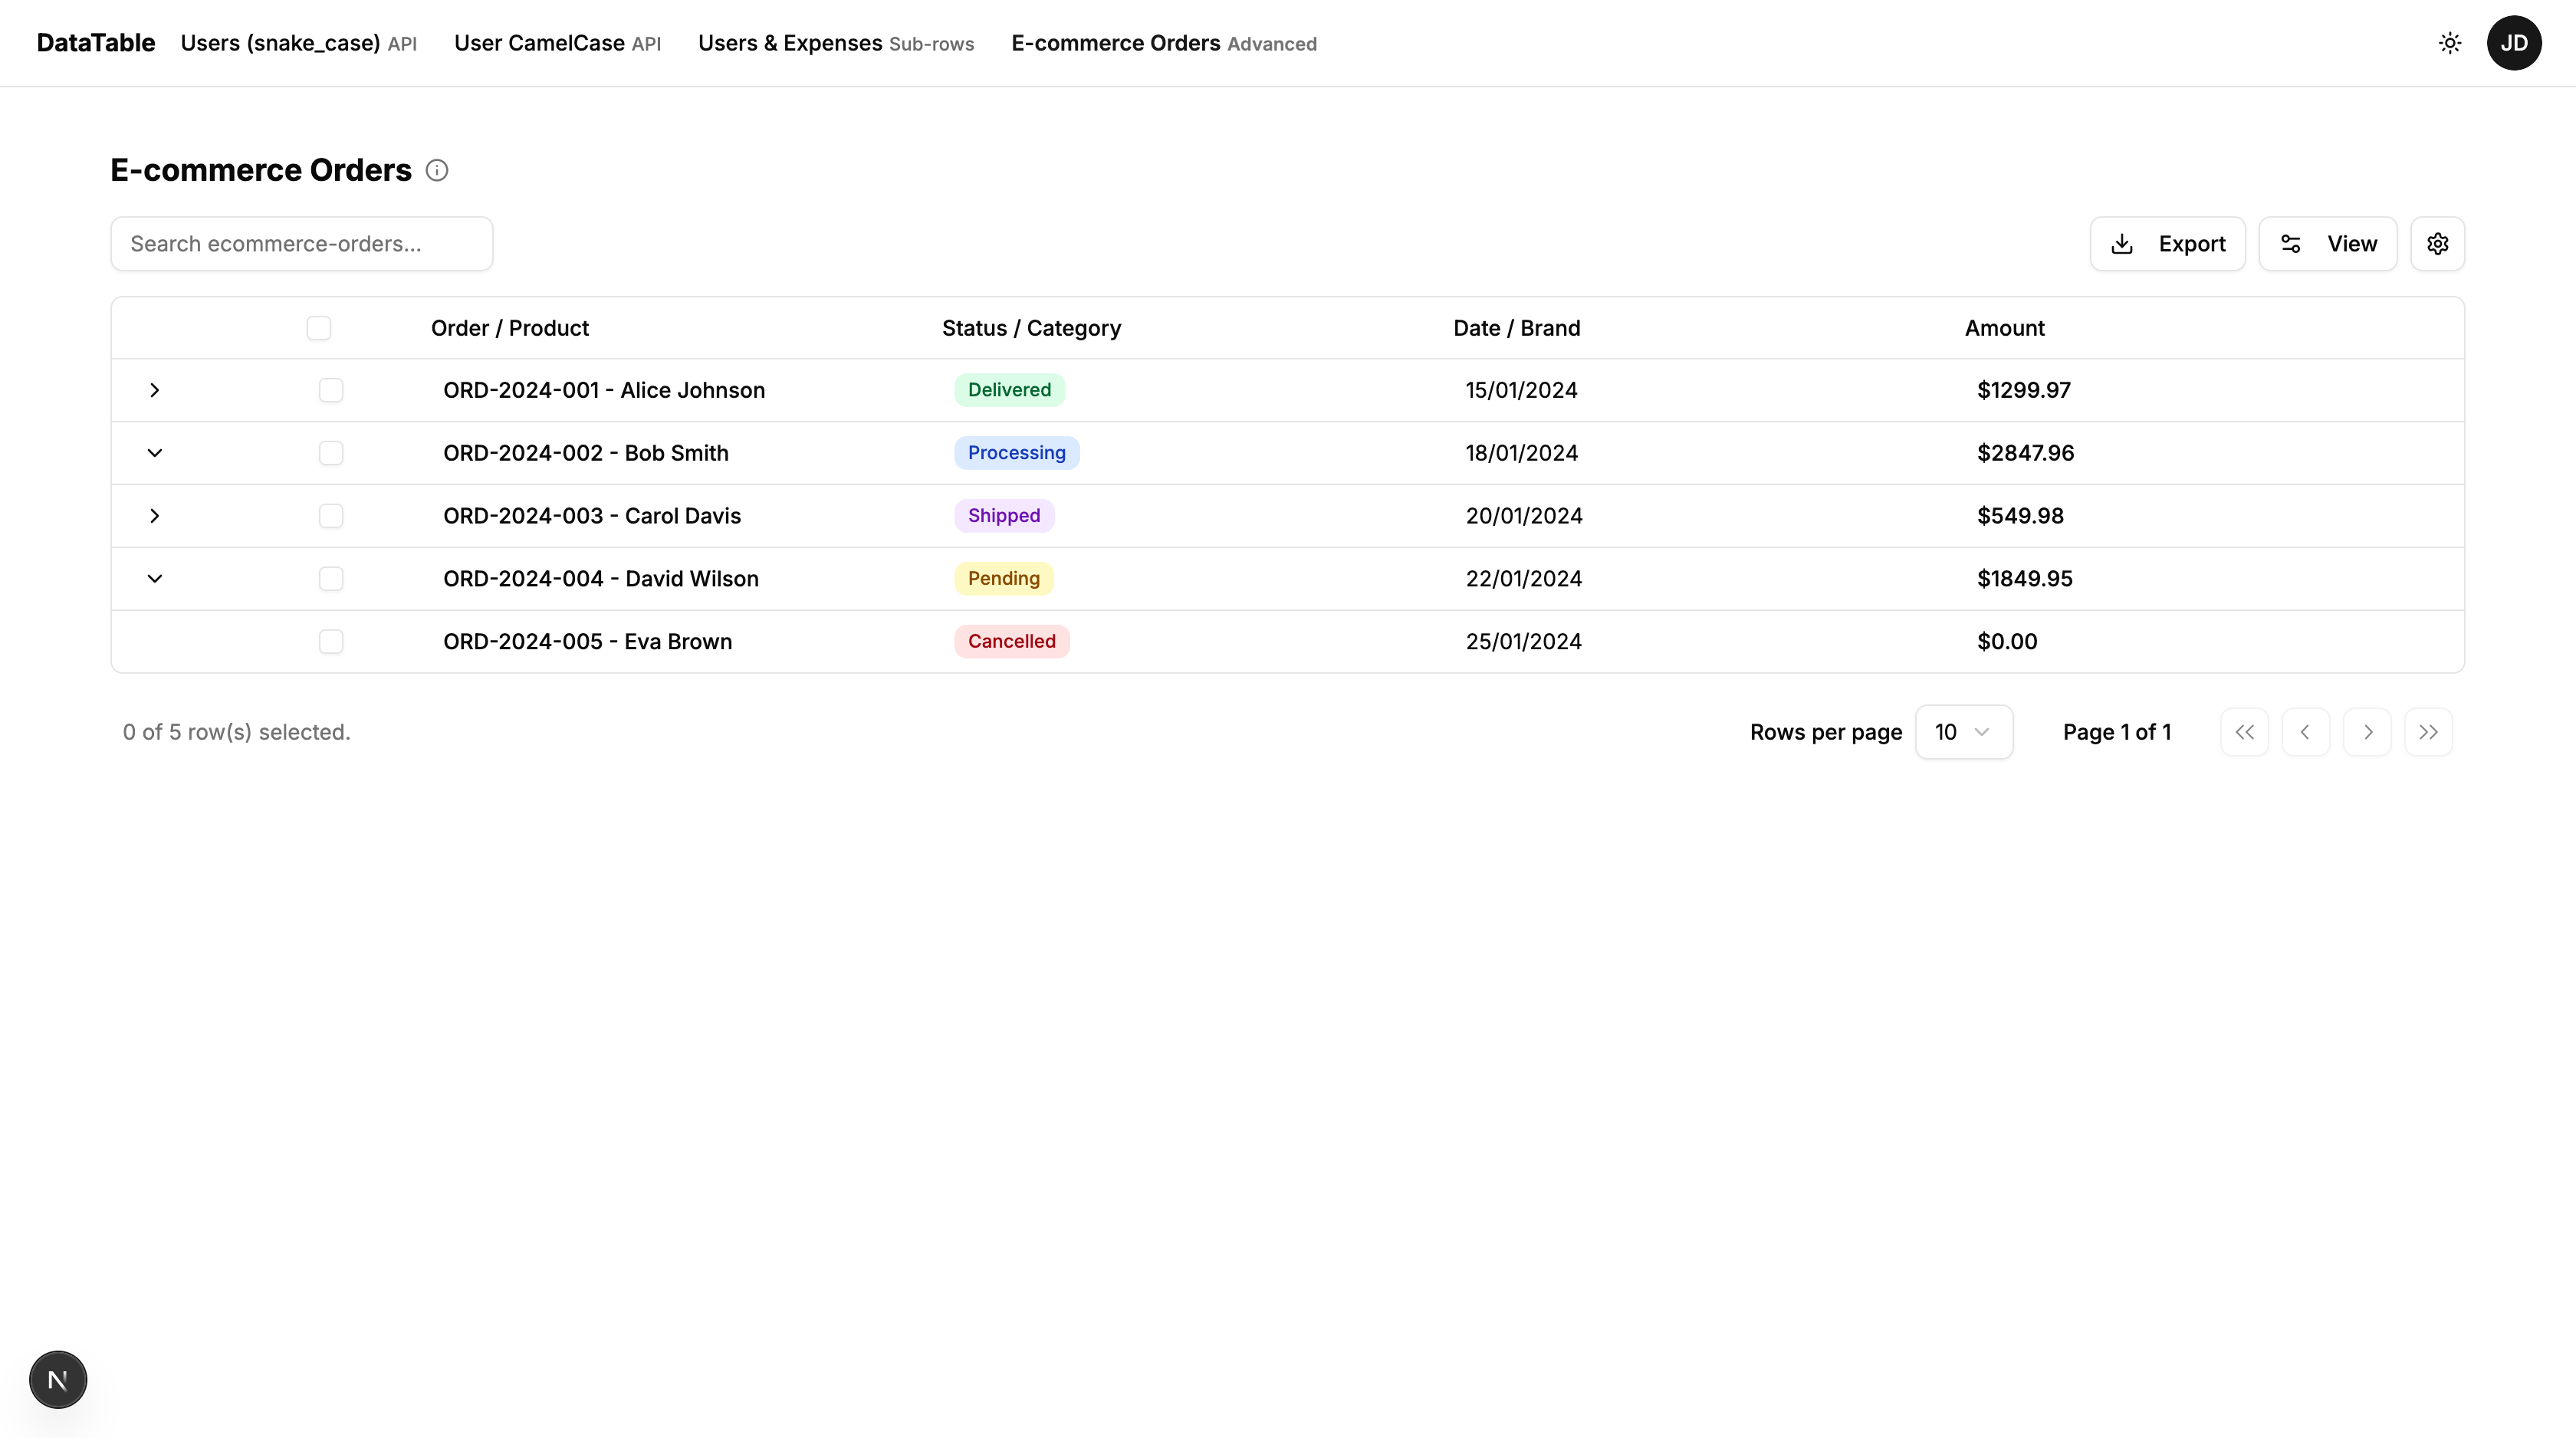 DataTable Users (snake_case) API User CamelCase API Users & Expenses Sub-rows E-commerce Orders Advanced JD
E-commerce Orders
Search ecommerce-orders... Export View
Order / Product Status / Category Date / Brand Amount
ORD-2024-001 - Alice Johnson Delivered 15/01/2024 $1299.97
ORD-2024-002 - Bob Smith Processing 18/01/2024 $2847.96
ORD-2024-003 - Carol Davis Shipped 20/01/2024 $549.98
ORD-2024-004 - David Wilson Pending 22/01/2024 $1849.95
ORD-2024-005 - Eva Brown Cancelled 25/01/2024 $0.00
0 of 5 row(s) selected. Rows per page 10 Page 1 of 1
N